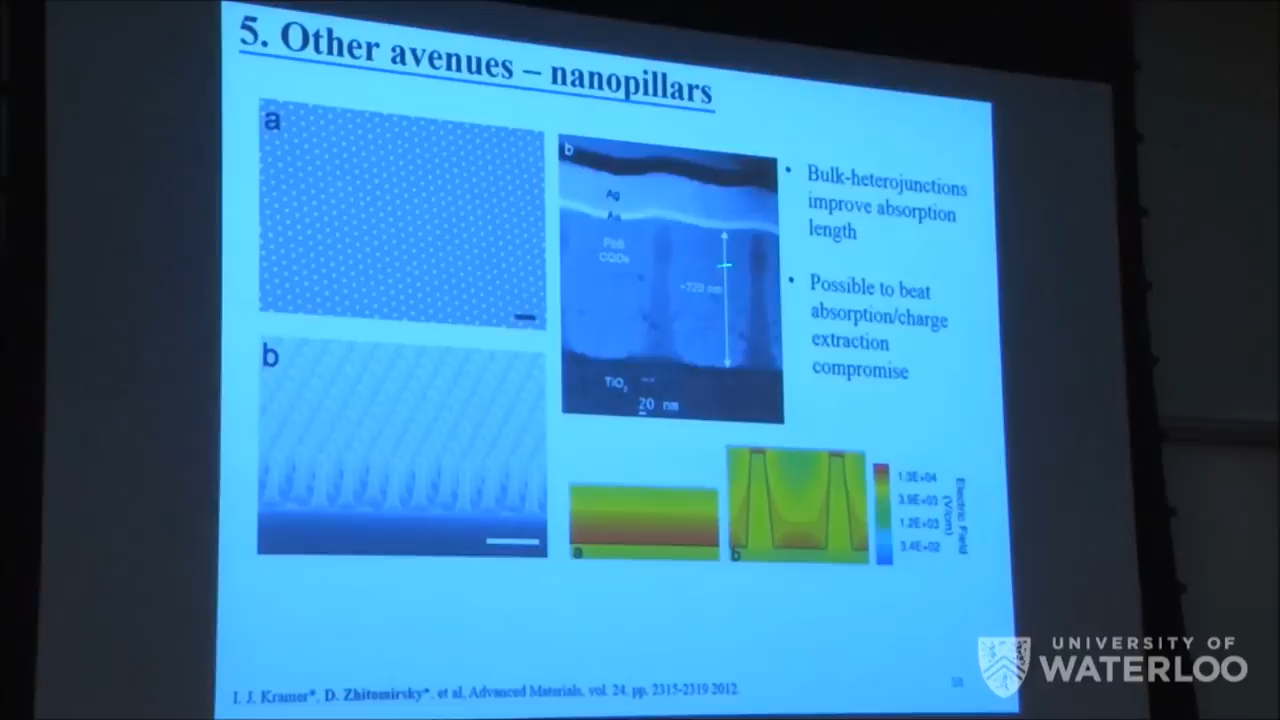 5. Other avenues – nanopillars
a
b
b
Ag
Au
PbS
CQDs
~320 nm
TiO2
20 nm
• Bulk-heterojunctions
improve absorption
length
• Possible to beat
absorption/charge
extraction
compromise
a
b
1.3E+04
3.9E+03
1.2E+03
3.4E+02
Electric Field
(V/cm)
I. J. Kramer*, D. Zhitomirsky*, et al, Advanced Materials, vol. 24, pp. 2315-2319 2012.
UNIVERSITY OF
WATERLOO